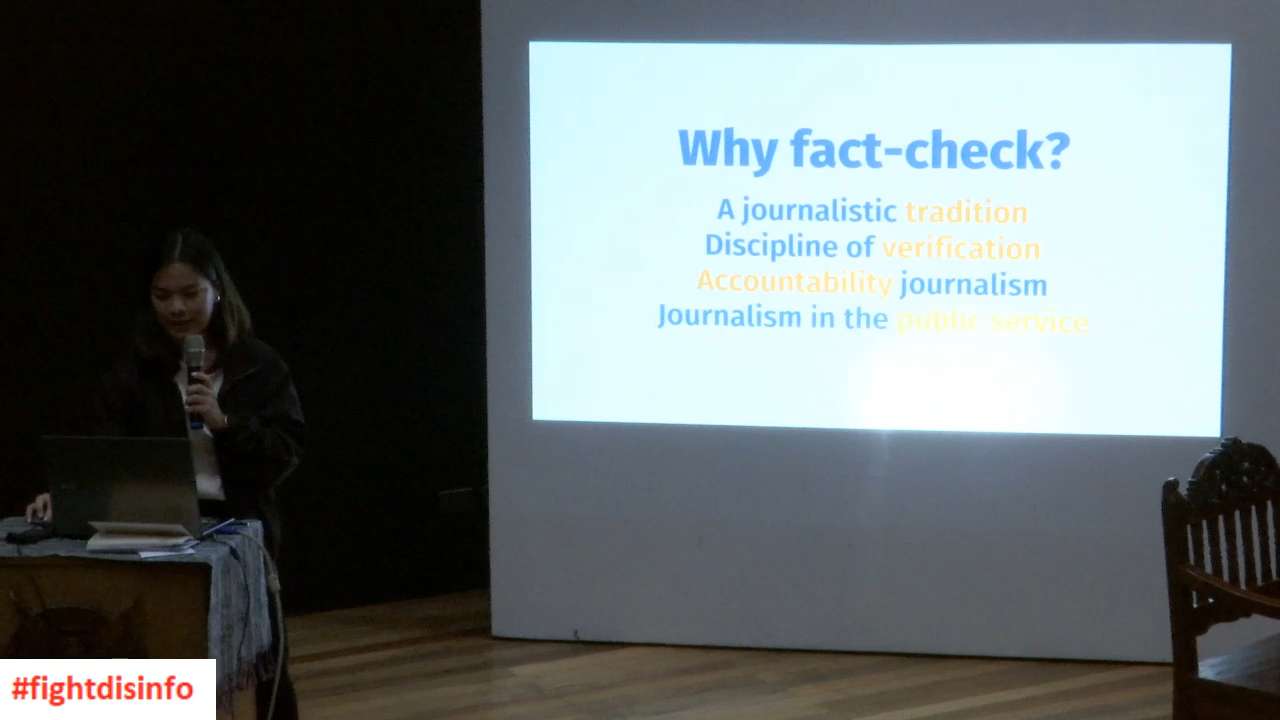 Why fact-check?
A journalistic tradition
Discipline of verification
Accountability journalism
Journalism in the public service
#fightdisinfo